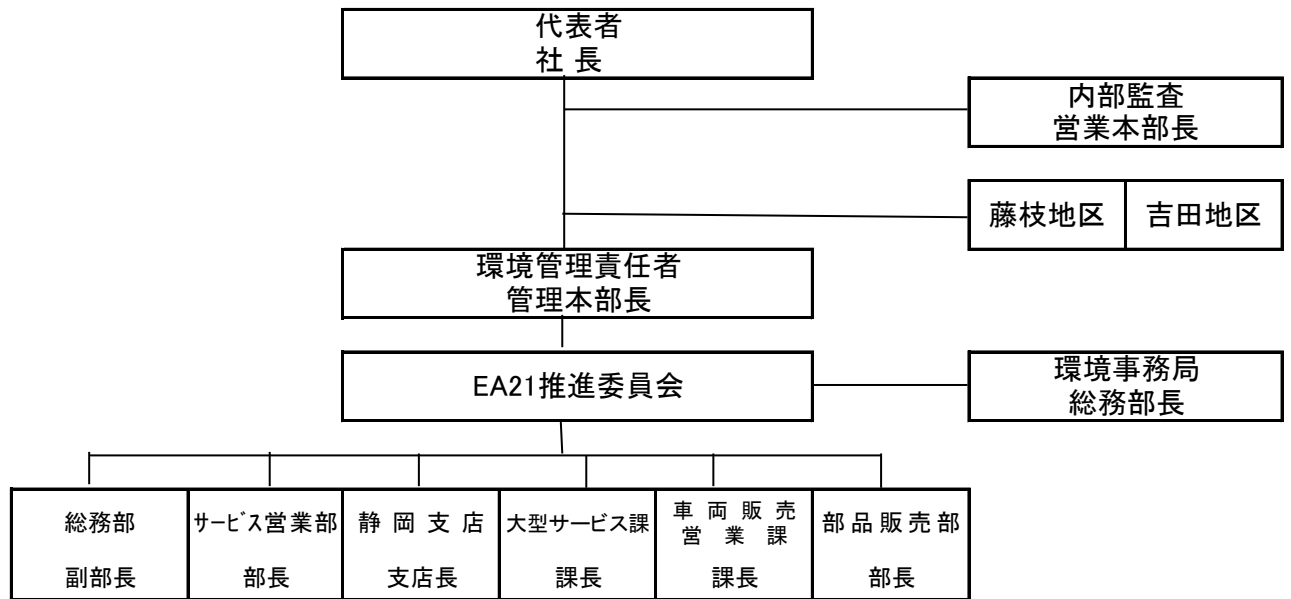 代表者
社 長
内部監査
営業本部長
藤枝地区
吉田地区
環境管理責任者
管理本部長
EA21推進委員会
環境事務局
総務部長
総務部
副部長
ｻｰﾋﾞｽ営業部
部長
静 岡 支 店
支店長
大型サービス課
課長
車 両 販 売
営 業 課
課長
部 品 販 売 部
部長